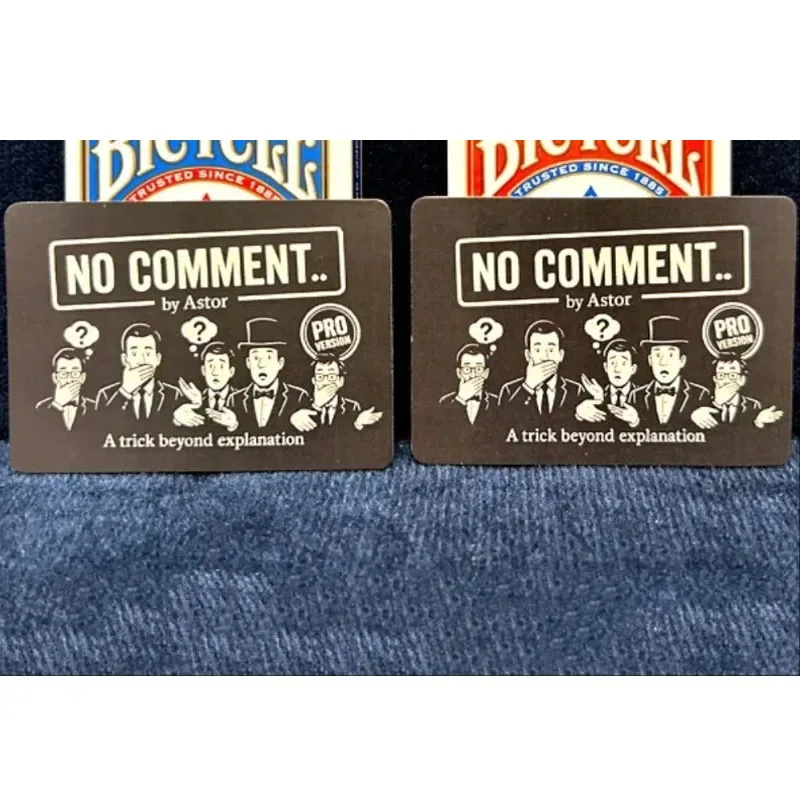 BICYCLE
TRUSTED SINCE 1885
NO COMMENT..
by Astor
?
?
PRO
VERSION
A trick beyond explanation
BICYCLE
TRUSTED SINCE 1885
NO COMMENT..
by Astor
?
?
PRO
VERSION
A trick beyond explanation